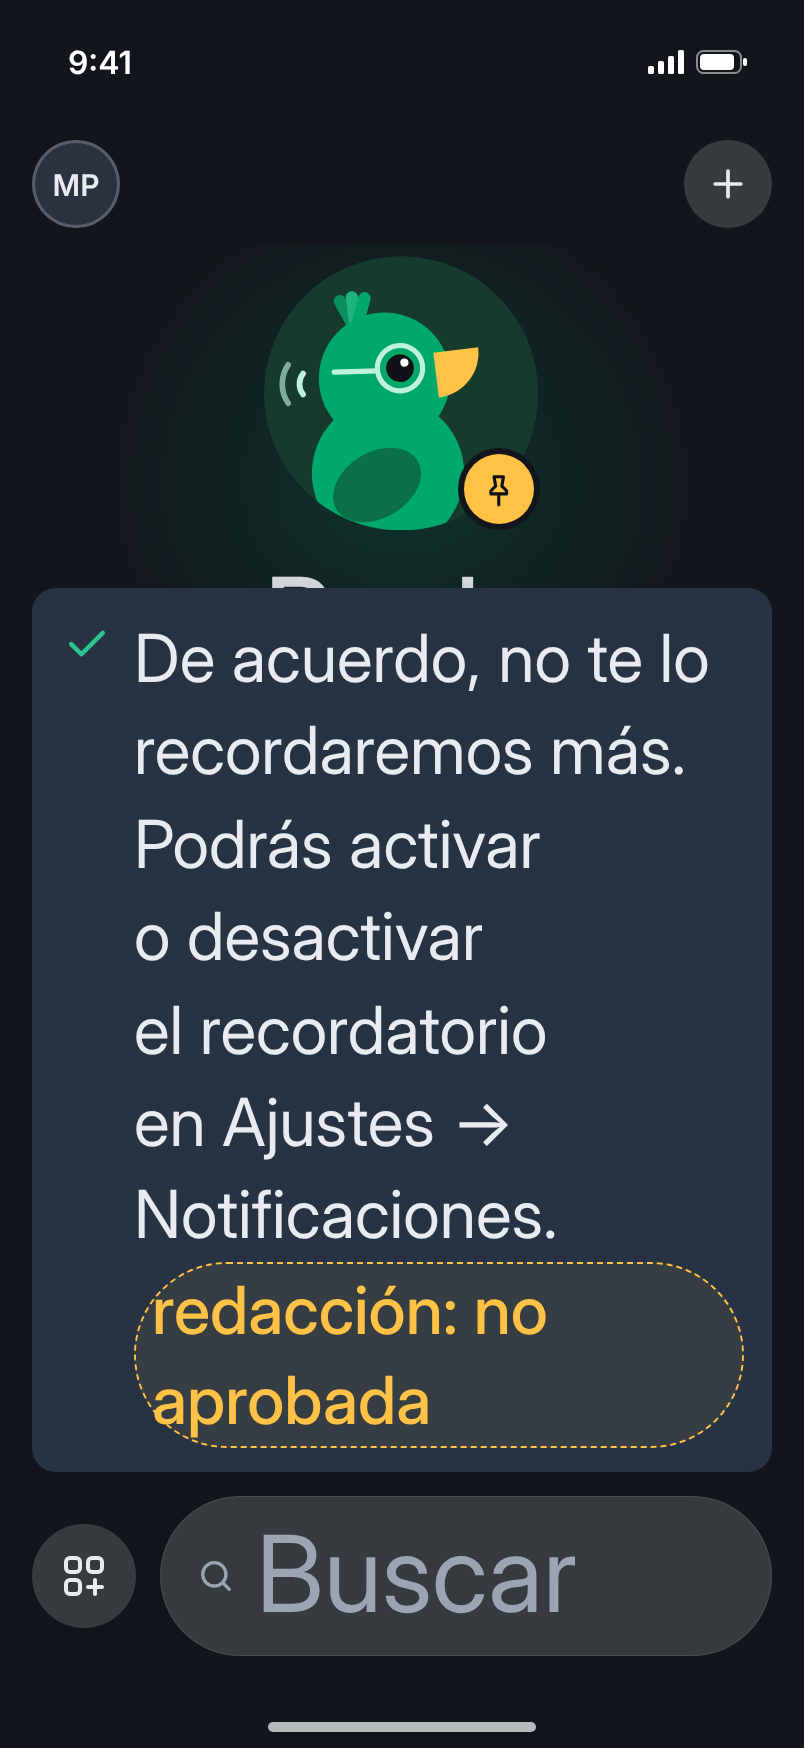 9:41
MP
De acuerdo, no te lo
recordaremos más.
Podrás activar
o desactivar
el recordatorio
en Ajustes →
Notificaciones.
redacción: no
aprobada
Buscar